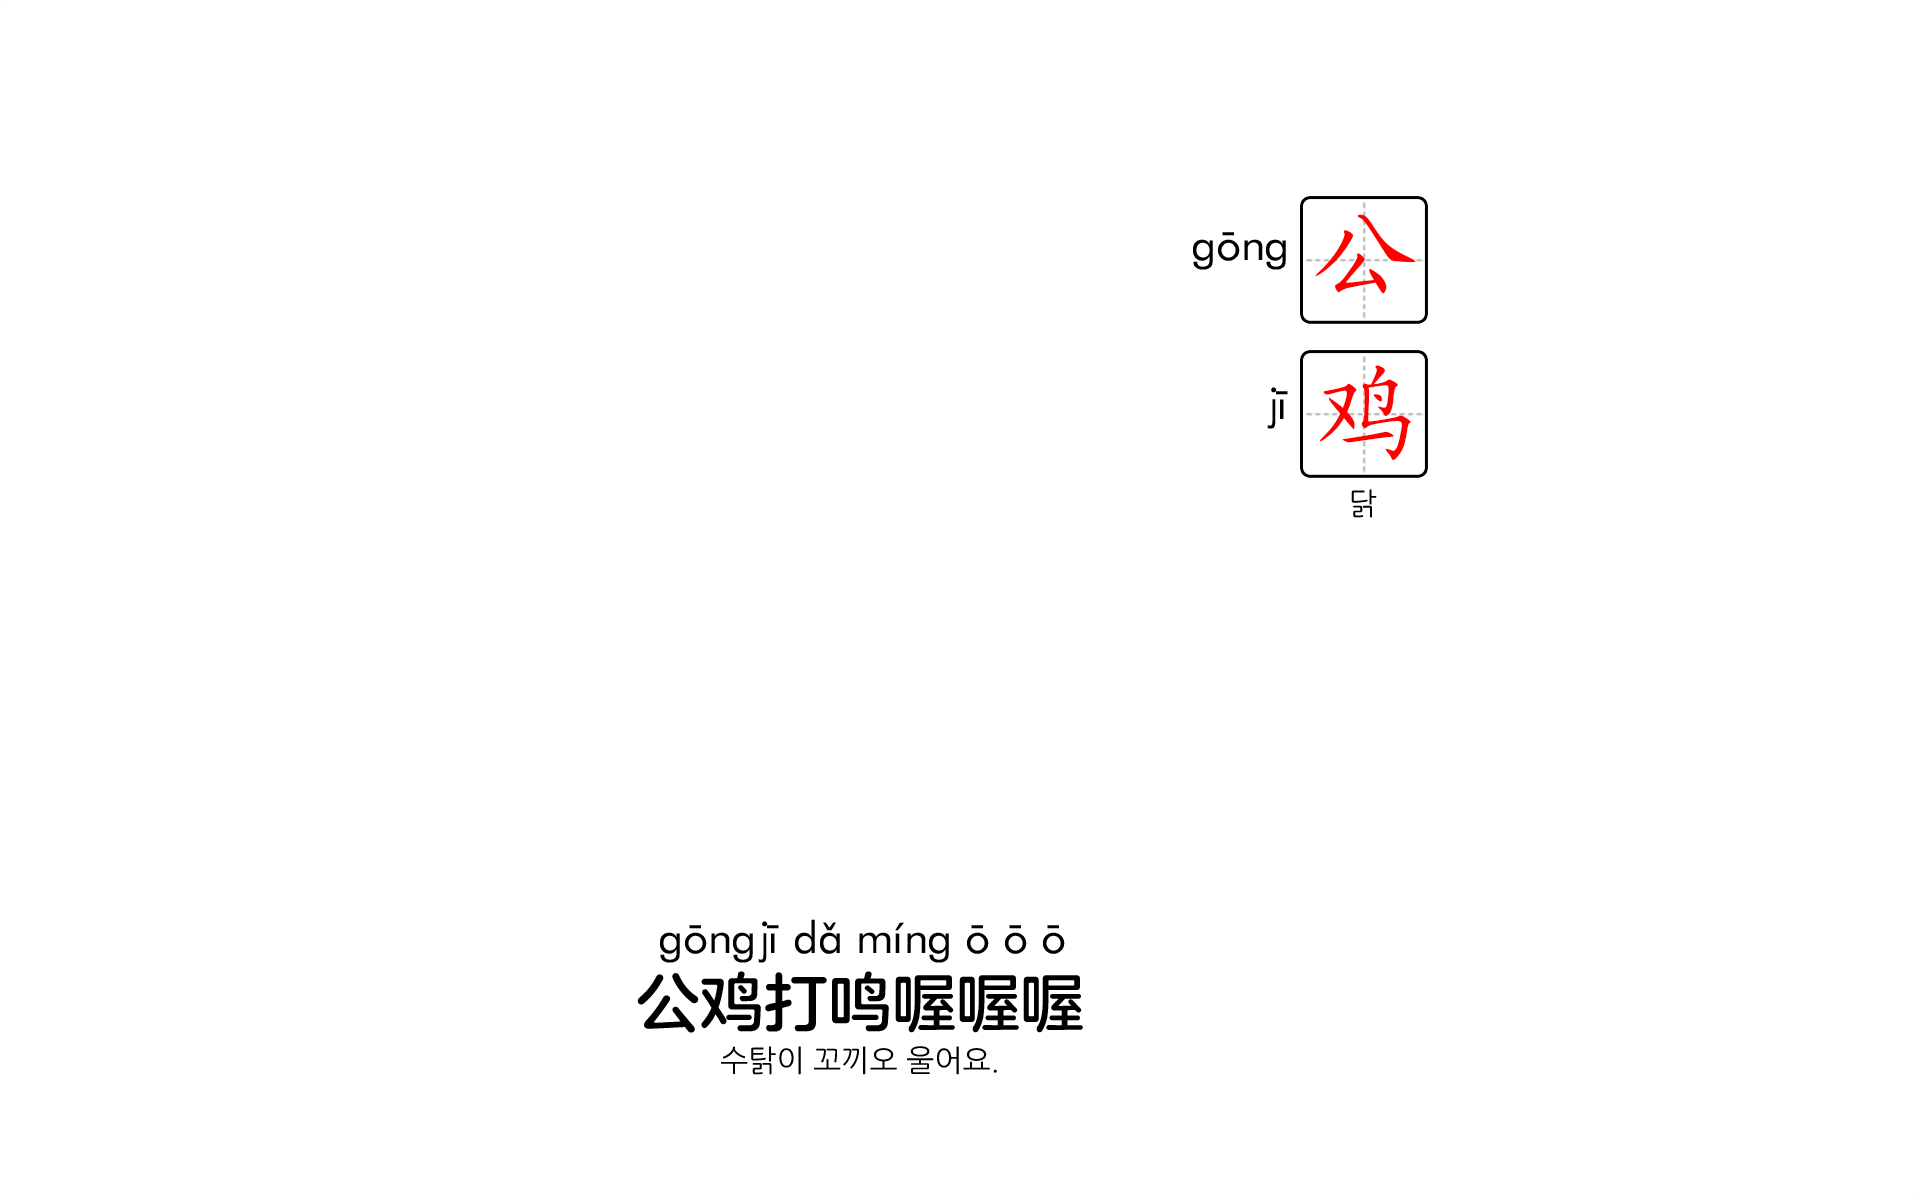 gōng
公
jī
鸡
닭
gōngjī dǎ míng ō ō ō
公鸡打鸣喔喔喔
수탉이 꼬끼오 울어요.